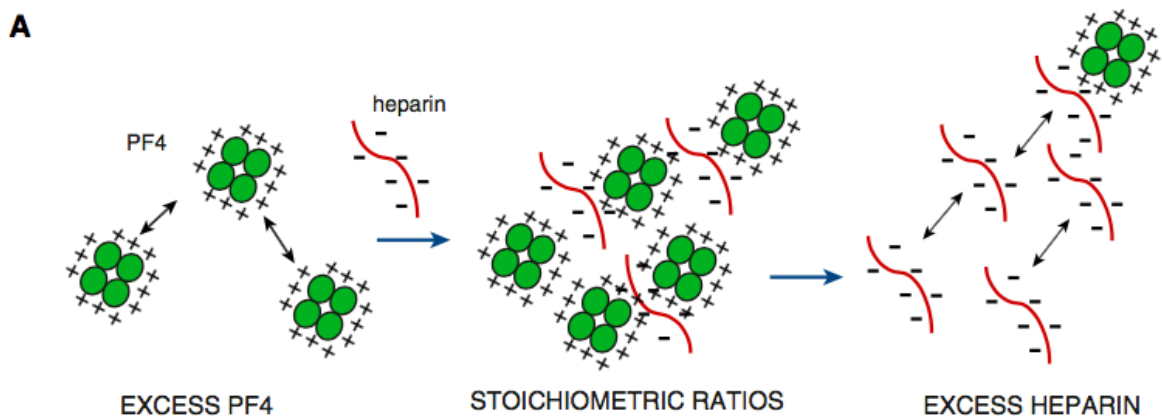 A
PF4
heparin
EXCESS PF4
STOICHIOMETRIC RATIOS
EXCESS HEPARIN